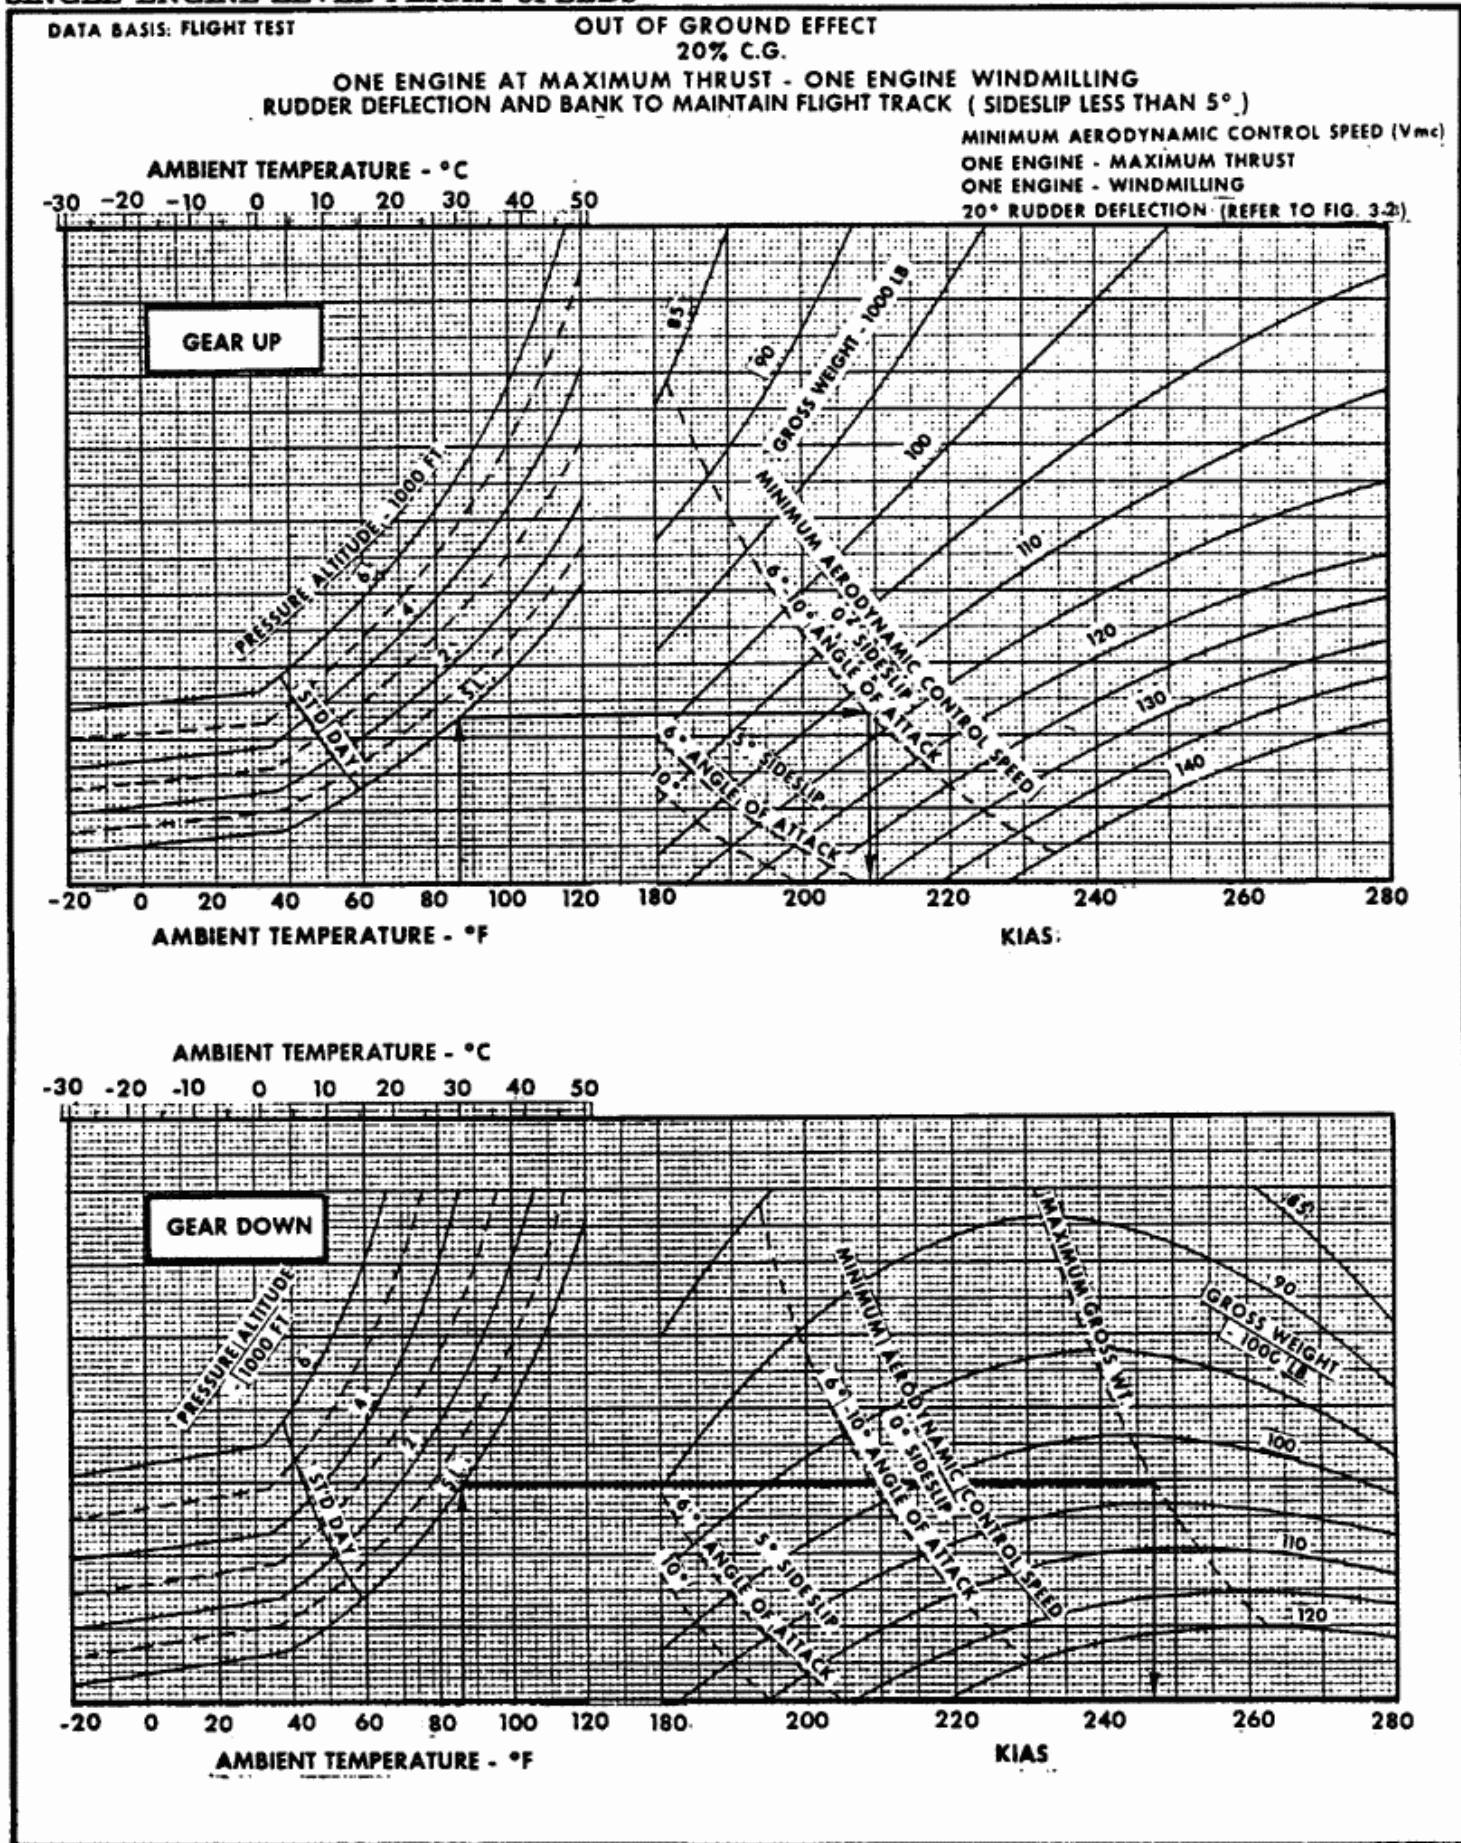 SINGLE ENGINE LEVEL FLIGHT SPEEDS
DATA BASIS: FLIGHT TEST
OUT OF GROUND EFFECT
20% C.G.
ONE ENGINE AT MAXIMUM THRUST - ONE ENGINE WINDMILLING
RUDDER DEFLECTION AND BANK TO MAINTAIN FLIGHT TRACK ( SIDESLIP LESS THAN 5° )
MINIMUM AERODYNAMIC CONTROL SPEED (Vmc)
ONE ENGINE - MAXIMUM THRUST
ONE ENGINE - WINDMILLING
20° RUDDER DEFLECTION (REFER TO FIG. 3-2)
AMBIENT TEMPERATURE - °C
-30 -20 -10 0 10 20 30 40 50
GEAR UP
85
90
GROSS WEIGHT - 1000 LB
100
110
120
130
140
PRESSURE ALTITUDE - 1000 FT
6
4
2
S.L.
ST'D DAY
MINIMUM AERODYNAMIC CONTROL SPEED
0° SIDESLIP
6°-10° ANGLE OF ATTACK
5° SIDESLIP
6° ANGLE OF ATTACK
10°
-20 0 20 40 60 80 100 120 180 200 220 240 260 280
AMBIENT TEMPERATURE - °F
KIAS
AMBIENT TEMPERATURE - °C
-30 -20 -10 0 10 20 30 40 50
GEAR DOWN
PRESSURE ALTITUDE
- 1000 FT
6
4
2
S.L.
ST'D DAY
MINIMUM AERODYNAMIC CONTROL SPEED
0° SIDESLIP
6°-10° ANGLE OF ATTACK
5° SIDESLIP
6° ANGLE OF ATTACK
10°
MAXIMUM GROSS WT.
85
90
GROSS WEIGHT
- 1000 LB
100
110
120
-20 0 20 40 60 80 100 120 180 200 220 240 260 280
AMBIENT TEMPERATURE - °F
KIAS